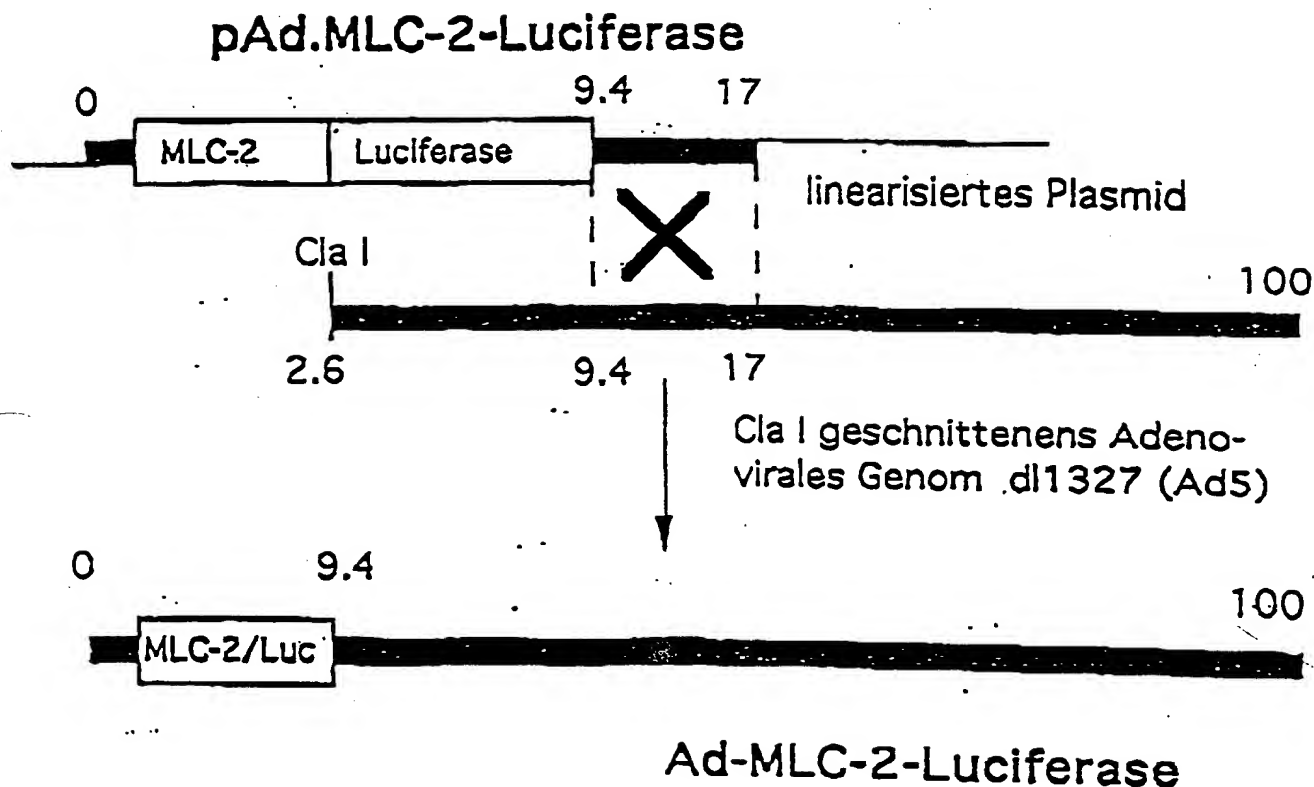 pAd.MLC-2-Luciferase
0
9.4
17
MLC-2
Luciferase
linearisiertes Plasmid
Cla I
100
2.6
9.4
17
Cla I geschnittenens Adeno-
virales Genom .dl1327 (Ad5)
0
9.4
100
MLC-2/Luc
Ad-MLC-2-Luciferase